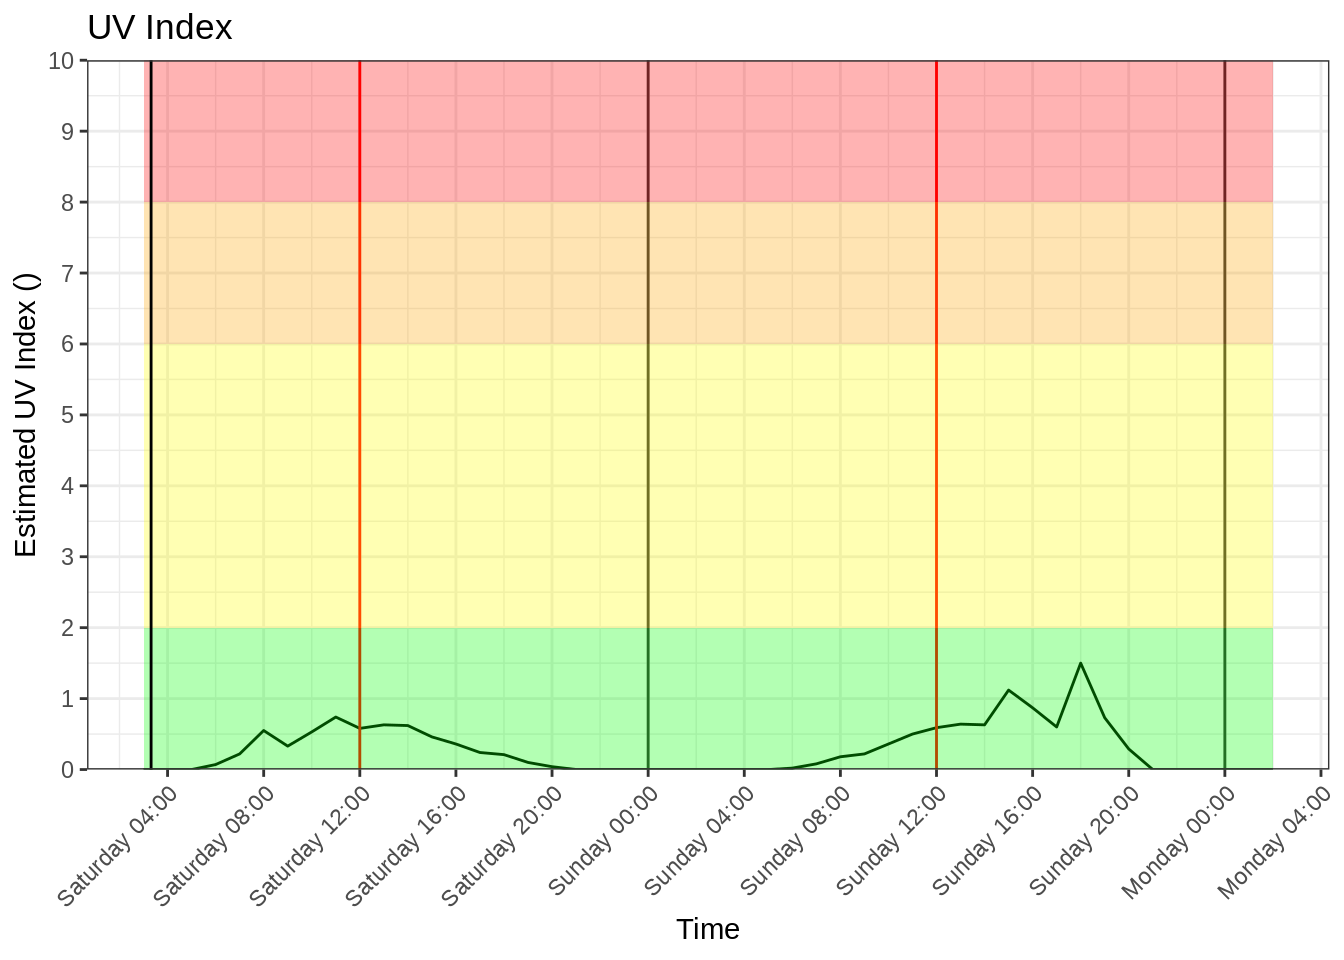 UV Index
Estimated UV Index ()
10
9
8
7
6
5
4
3
2
1
0
Saturday 04:00
Saturday 08:00
Saturday 12:00
Saturday 16:00
Saturday 20:00
Sunday 00:00
Sunday 04:00
Sunday 08:00
Sunday 12:00
Sunday 16:00
Sunday 20:00
Monday 00:00
Monday 04:00
Time